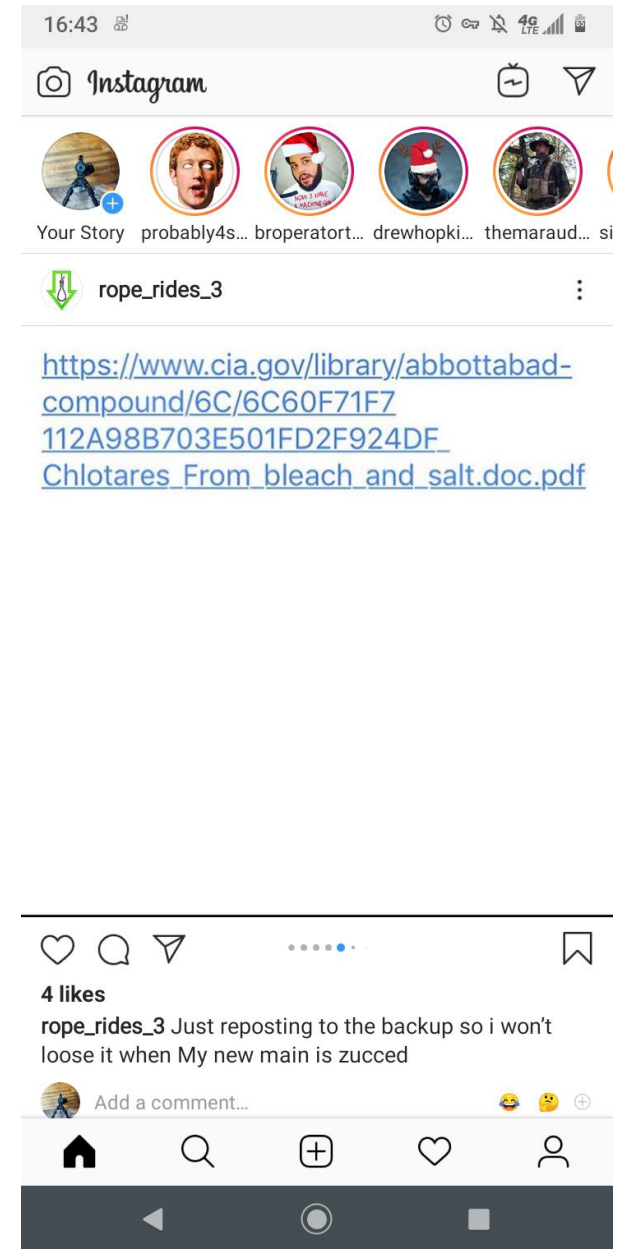 16:43
4G
LTE
Instagram
Your Story probably4s... broperatort... drewhopki... themaraud... si
rope_rides_3
https://www.cia.gov/library/abbottabad-
compound/6C/6C60F71F7
112A98B703E501FD2F924DF_
Chlotares_From_bleach_and_salt.doc.pdf
4 likes
rope_rides_3 Just reposting to the backup so i won't
loose it when My new main is zucced
Add a comment...